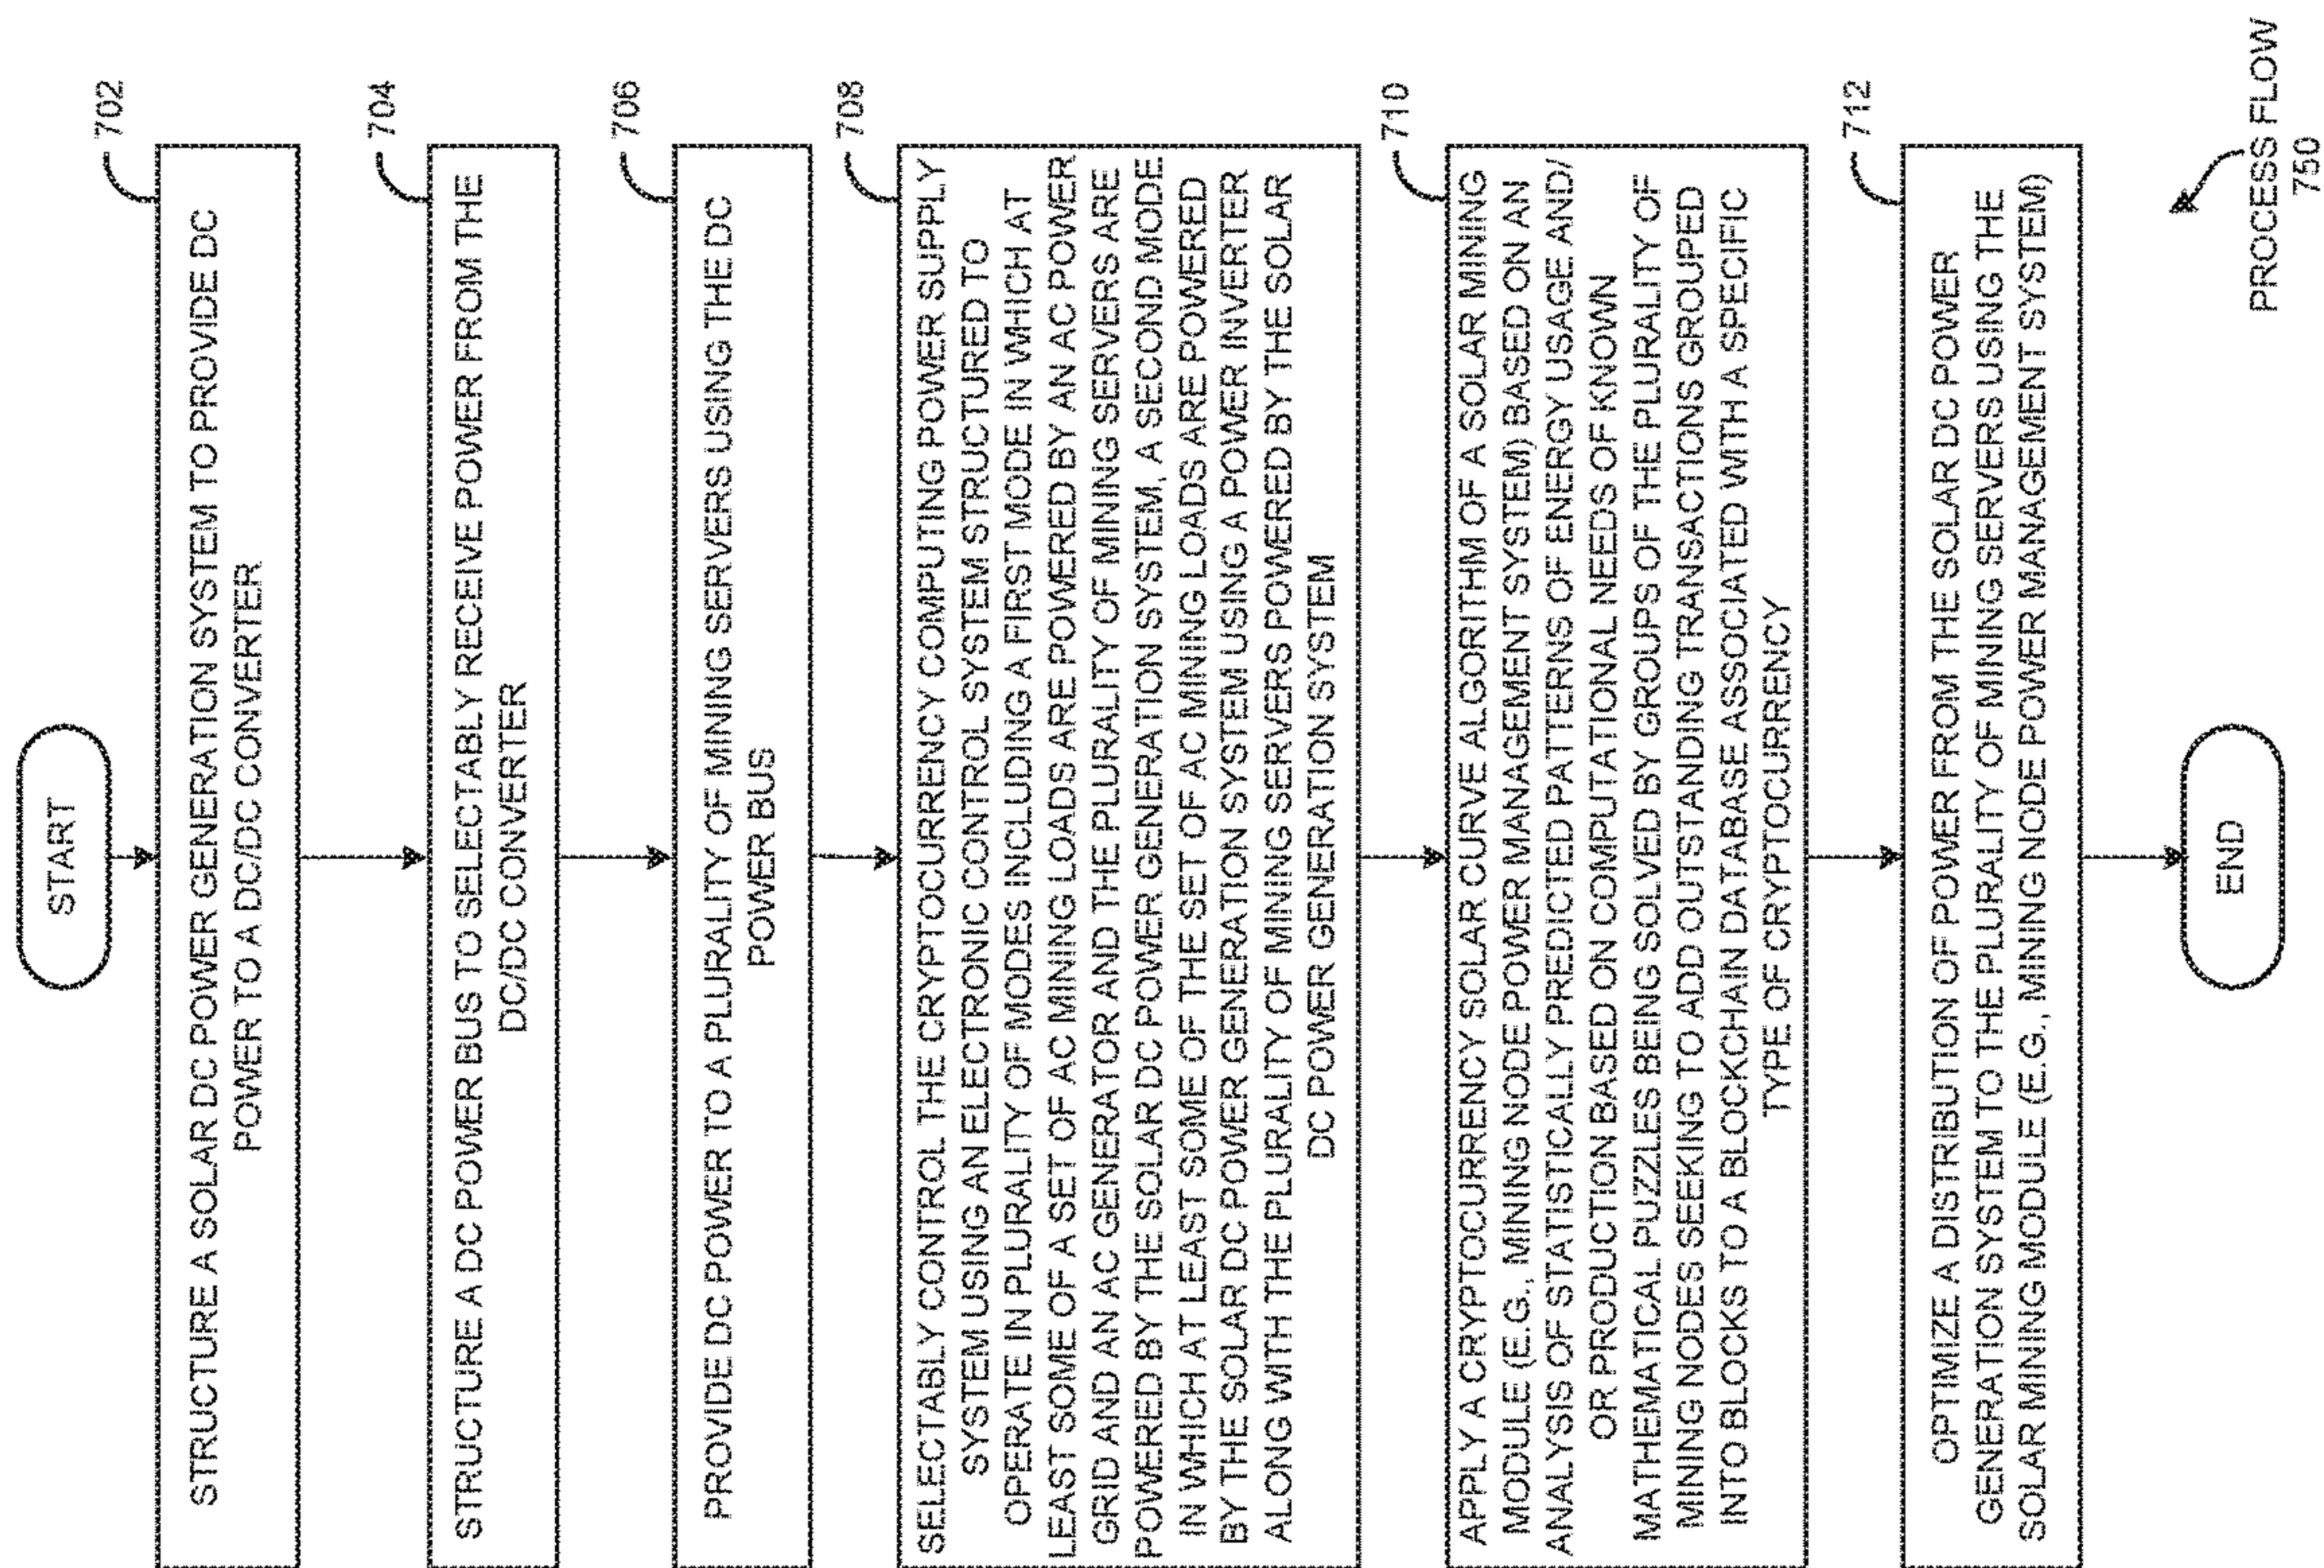 START
702
STRUCTURE A SOLAR DC POWER GENERATION SYSTEM TO PROVIDE DC
POWER TO A DC/DC CONVERTER
704
STRUCTURE A DC POWER BUS TO SELECTABLY RECEIVE POWER FROM THE
DC/DC CONVERTER
706
PROVIDE DC POWER TO A PLURALITY OF MINING SERVERS USING THE DC
POWER BUS
708
SELECTABLY CONTROL THE CRYPTOCURRENCY COMPUTING POWER SUPPLY
SYSTEM USING AN ELECTRONIC CONTROL SYSTEM STRUCTURED TO
OPERATE IN PLURALITY OF MODES INCLUDING A FIRST MODE IN WHICH AT
LEAST SOME OF A SET OF AC MINING LOADS ARE POWERED BY AN AC POWER
GRID AND AN AC GENERATOR AND THE PLURALITY OF MINING SERVERS ARE
POWERED BY THE SOLAR DC POWER GENERATION SYSTEM, A SECOND MODE
IN WHICH AT LEAST SOME OF THE SET OF AC MINING LOADS ARE POWERED
BY THE SOLAR DC POWER GENERATION SYSTEM USING A POWER INVERTER
ALONG WITH THE PLURALITY OF MINING SERVERS POWERED BY THE SOLAR
DC POWER GENERATION SYSTEM
710
APPLY A CRYPTOCURRENCY SOLAR CURVE ALGORITHM OF A SOLAR MINING
MODULE (E.G., MINING NODE POWER MANAGEMENT SYSTEM) BASED ON AN
ANALYSIS OF STATISTICALLY PREDICTED PATTERNS OF ENERGY USAGE AND/
OR PRODUCTION BASED ON COMPUTATIONAL NEEDS OF KNOWN
MATHEMATICAL PUZZLES BEING SOLVED BY GROUPS OF THE PLURALITY OF
MINING NODES SEEKING TO ADD OUTSTANDING TRANSACTIONS GROUPED
INTO BLOCKS TO A BLOCKCHAIN DATABASE ASSOCIATED WITH A SPECIFIC
TYPE OF CRYPTOCURRENCY
712
OPTIMIZE A DISTRIBUTION OF POWER FROM THE SOLAR DC POWER
GENERATION SYSTEM TO THE PLURALITY OF MINING SERVERS USING THE
SOLAR MINING MODULE (E.G., MINING NODE POWER MANAGEMENT SYSTEM)
END
PROCESS FLOW
750